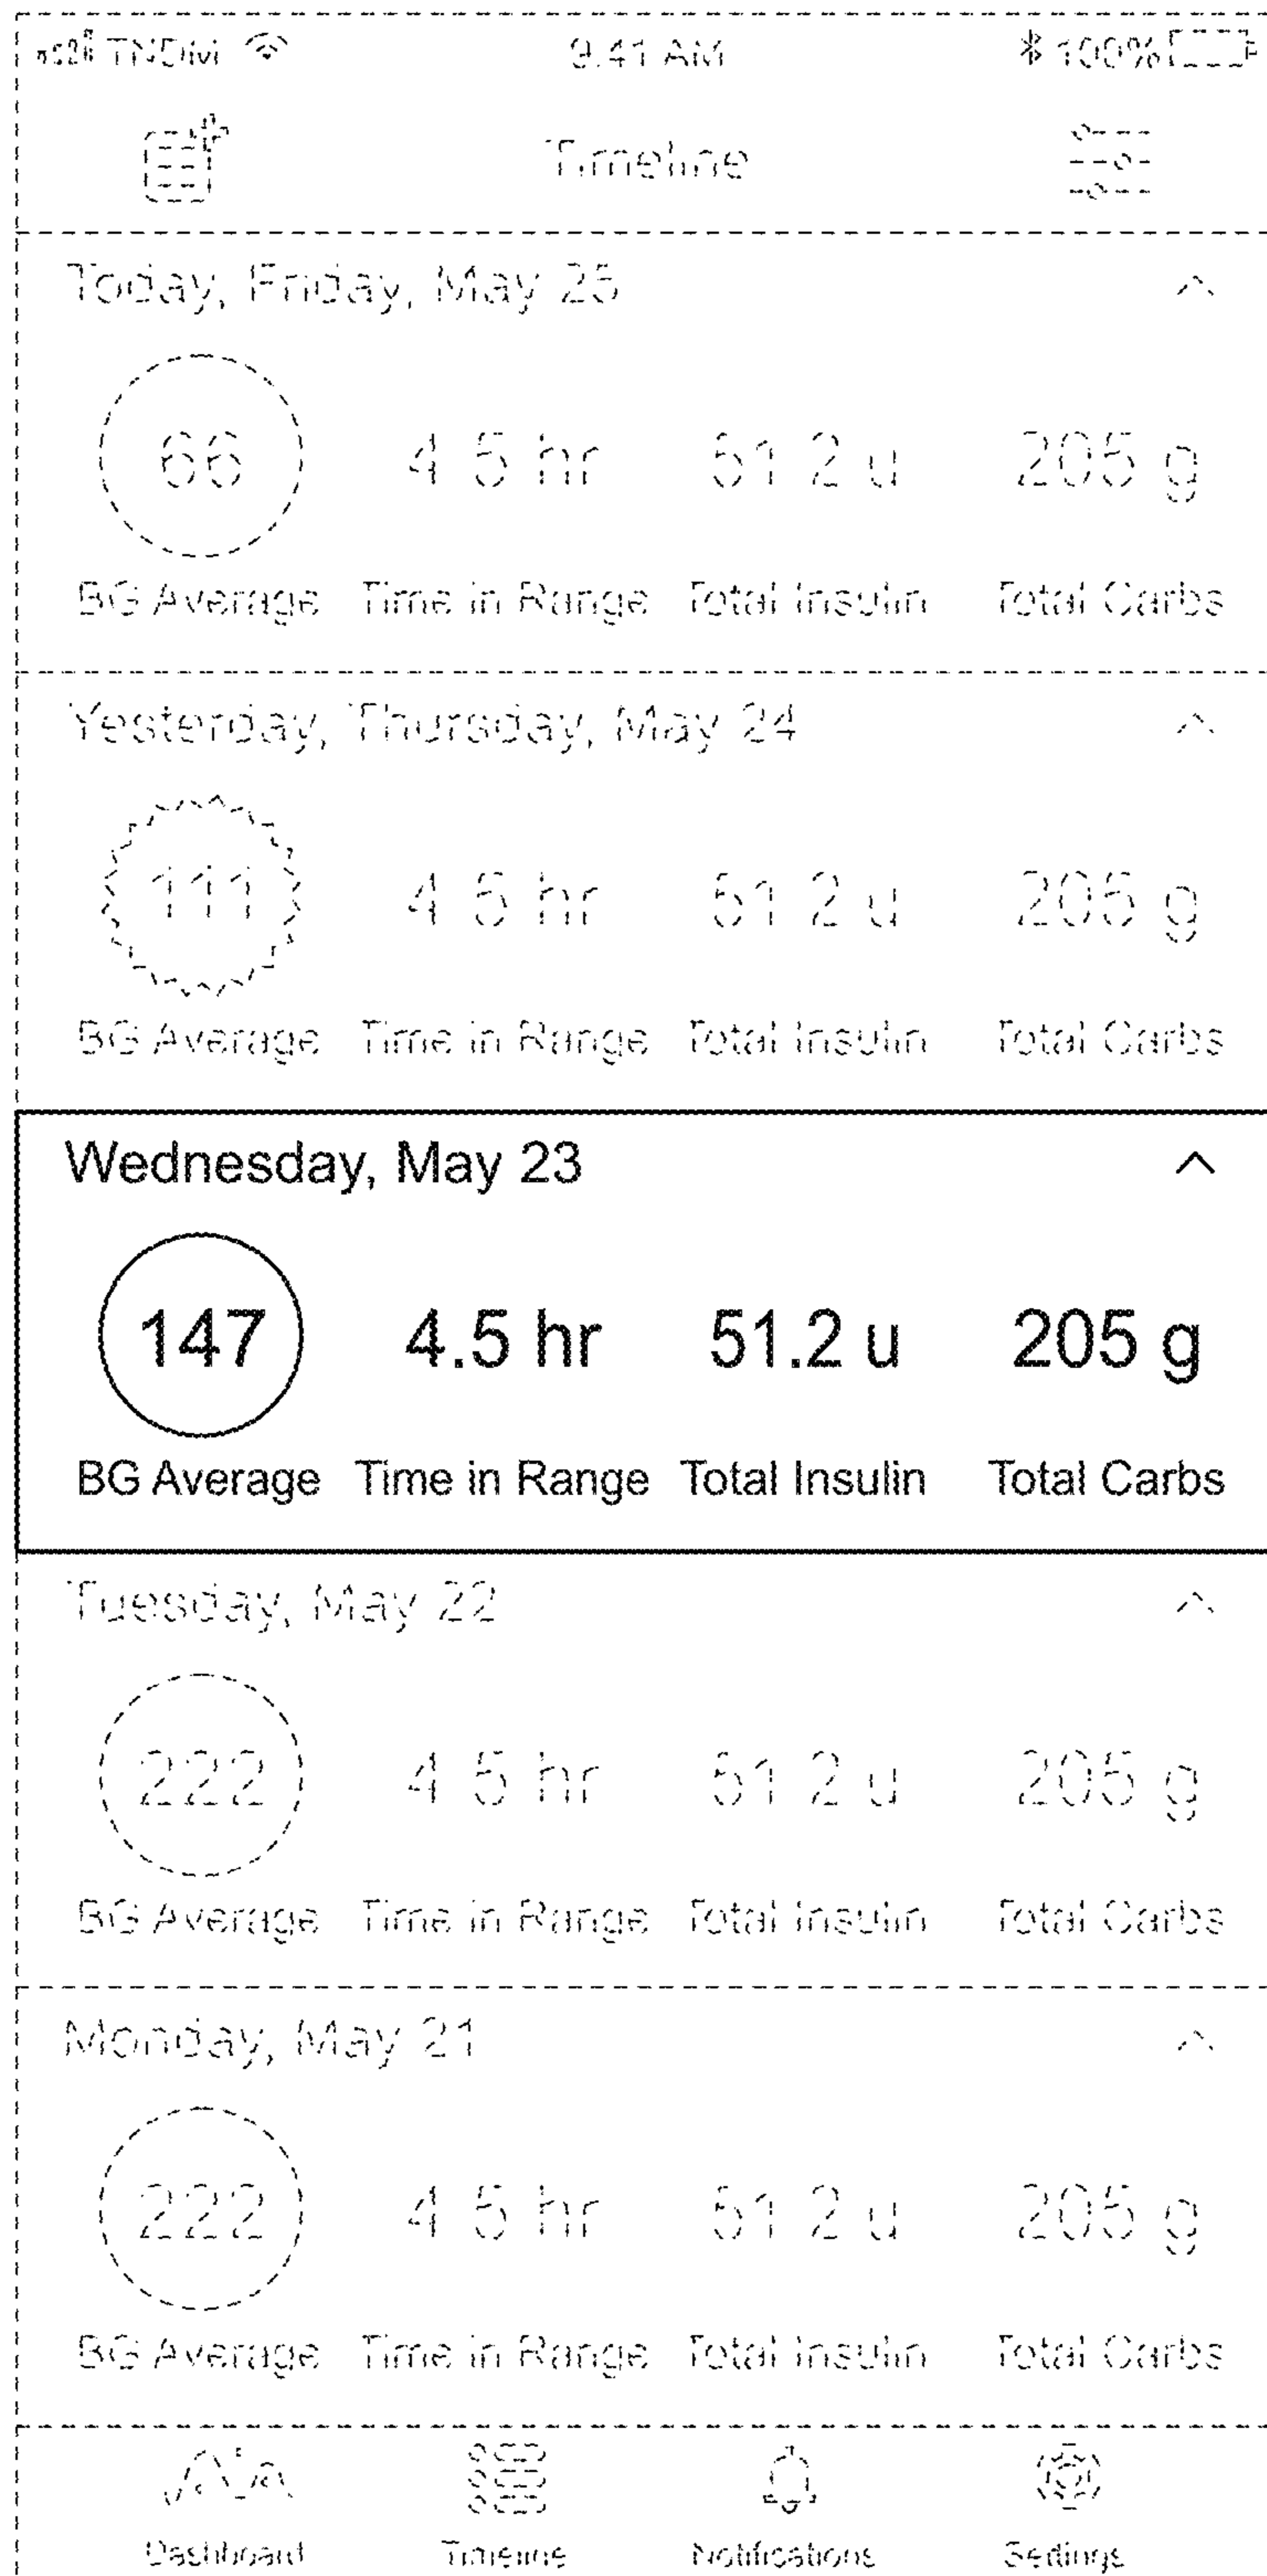 TNDM 9:41 AM 100%
Timeline
Today, Friday, May 25
66 4.5 hr 51.2 u 205 g
BG Average Time in Range Total Insulin Total Carbs
Yesterday, Thursday, May 24
111 4.5 hr 51.2 u 205 g
BG Average Time in Range Total Insulin Total Carbs
Wednesday, May 23
147 4.5 hr 51.2 u 205 g
BG Average Time in Range Total Insulin Total Carbs
Tuesday, May 22
222 4.5 hr 51.2 u 205 g
BG Average Time in Range Total Insulin Total Carbs
Monday, May 21
222 4.5 hr 51.2 u 205 g
BG Average Time in Range Total Insulin Total Carbs
Dashboard Timeline Notifications Settings